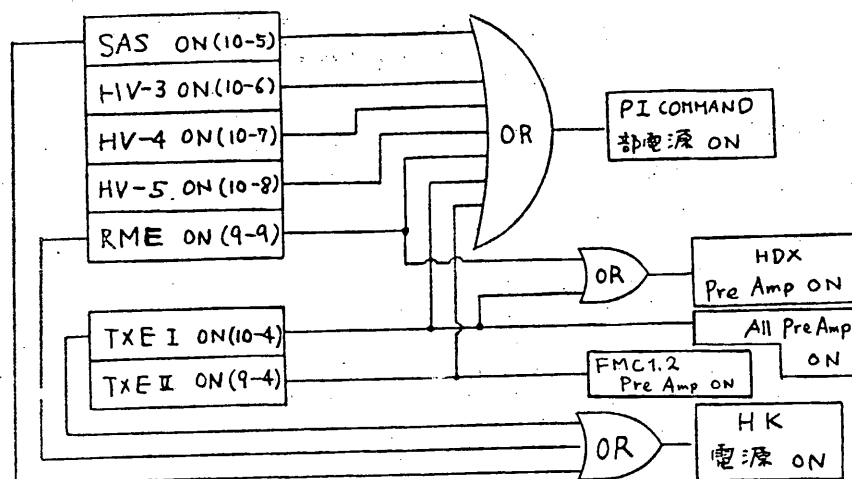 SAS ON (10-5)
HV-3 ON (10-6)
HV-4 ON (10-7)
HV-5 ON (10-8)
RME ON (9-9)
OR
PI COMMAND
部電源 ON
OR
HDX
Pre Amp ON
TXE I ON (10-4)
TXE II ON (9-4)
All Pre Amp
ON
FMC1.2
Pre Amp ON
OR
HK
電源 ON